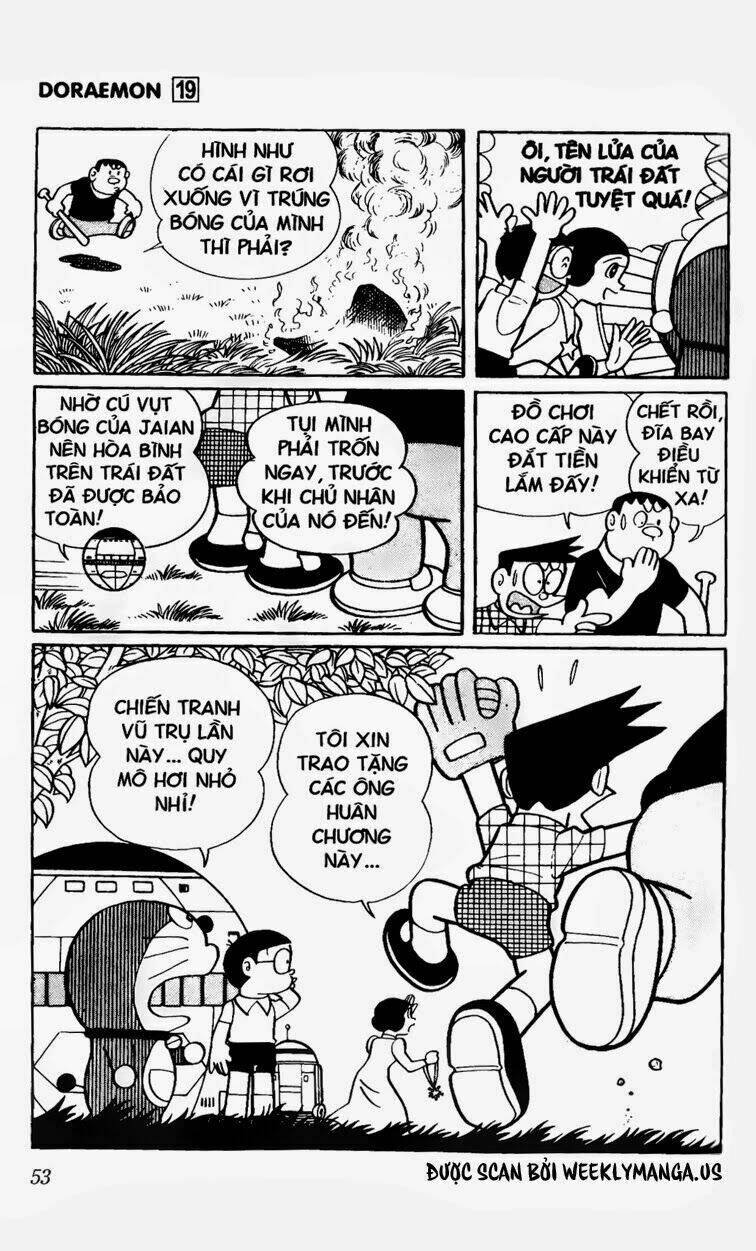 DORAEMON 19
HÌNH NHƯ
CÓ CÁI GÌ RƠI
XUỐNG VÌ TRÚNG
BÓNG CỦA MÌNH
THÌ PHẢI?
ÔI, TÊN LỬA CỦA
NGƯỜI TRÁI ĐẤT
TUYỆT QUÁ!
NHỜ CÚ VỤT
BÓNG CỦA JAIAN
NÊN HÒA BÌNH
TRÊN TRÁI ĐẤT
ĐÃ ĐƯỢC BẢO
TOÀN!
TỤI MÌNH
PHẢI TRỐN
NGAY, TRƯỚC
KHI CHỦ NHÂN
CỦA NÓ ĐẾN!
ĐỒ CHƠI
CAO CẤP NÀY
ĐẮT TIỀN
LẮM ĐẤY!
CHẾT RỒI,
ĐĨA BAY
ĐIỀU
KHIỂN TỪ
XA!
CHIẾN TRANH
VŨ TRỤ LẦN
NÀY... QUY
MÔ HƠI NHỎ
NHỈ!
TÔI XIN
TRAO TẶNG
CÁC ÔNG
HUÂN
CHƯƠNG
NÀY...
53
ĐƯỢC SCAN BỞI WEEKLYMANGA.US